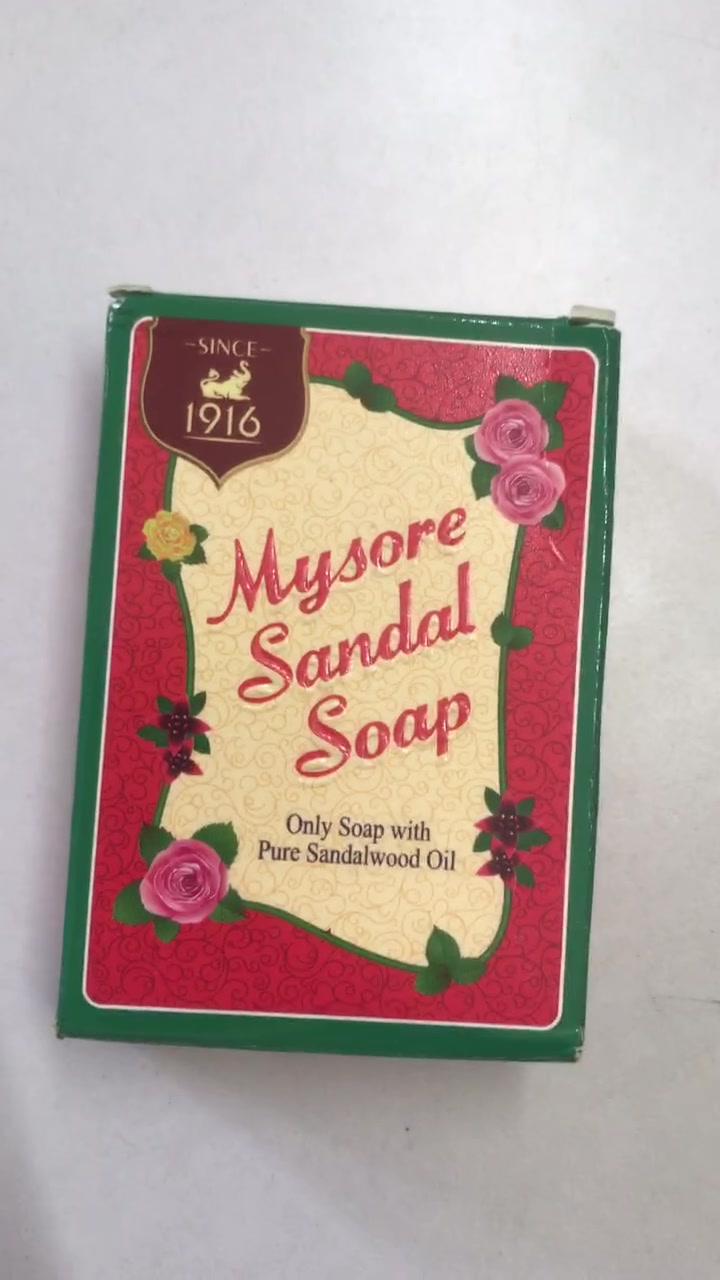 -SINCE-
1916
Mysore
Sandal
Soap
Only Soap with
Pure Sandalwood Oil